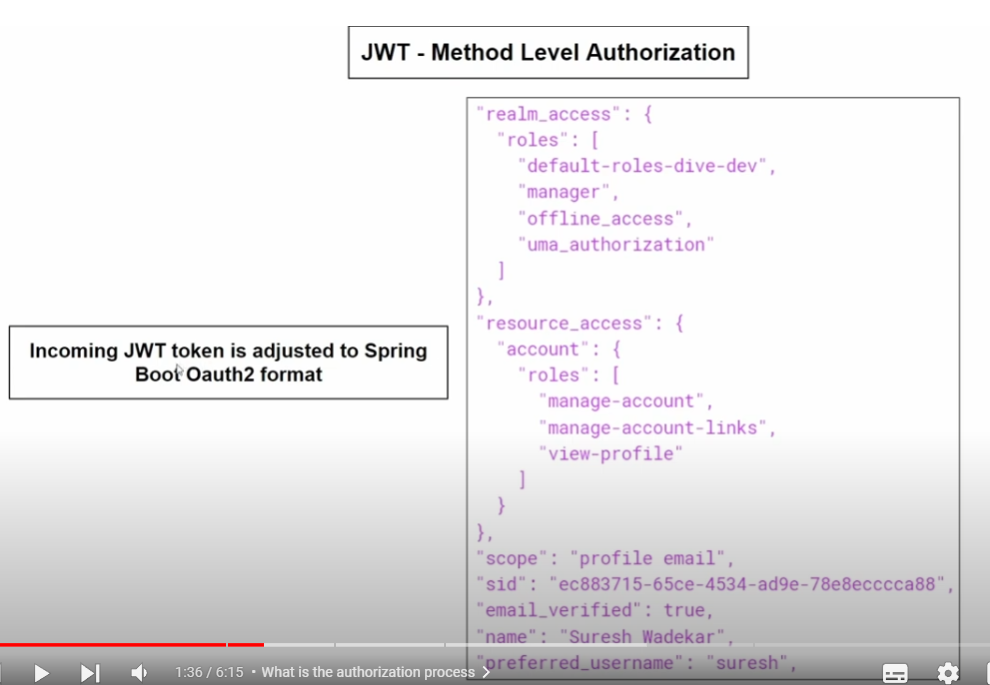 JWT - Method Level Authorization
"realm_access": {
"roles": [
"default-roles-dive-dev",
"manager",
"offline_access",
"uma_authorization"
]
},
"resource_access": {
"account": {
"roles": [
"manage-account",
"manage-account-links",
"view-profile"
]
}
},
"scope": "profile email",
"sid": "ec883715-65ce-4534-ad9e-78e8ecccca88",
"email_verified": true,
"name": "Suresh Wadekar",
"preferred_username": "suresh",
Incoming JWT token is adjusted to Spring
Boot Oauth2 format
1:36 / 6:15 • What is the authorization process